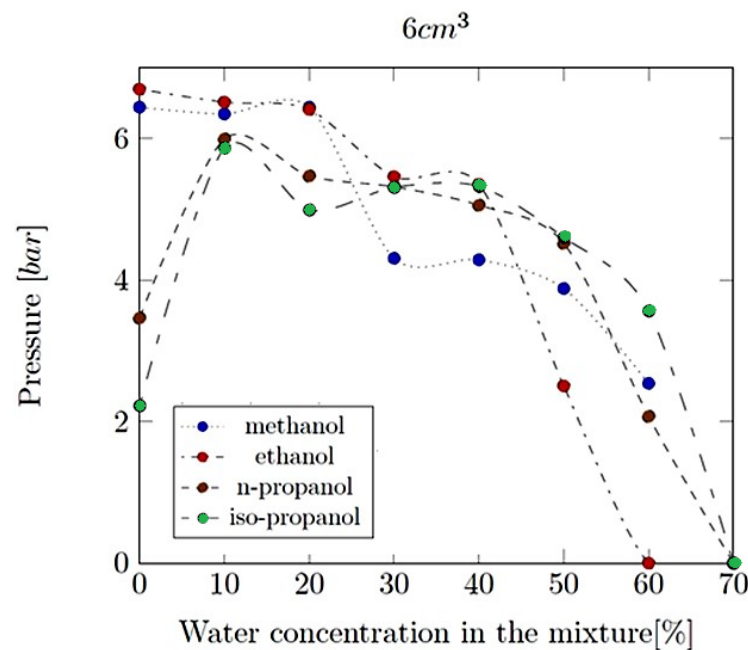 6cm³
Pressure [bar]
6
4
2
0
methanol
ethanol
n-propanol
iso-propanol
0 10 20 30 40 50 60 70
Water concentration in the mixture[%]